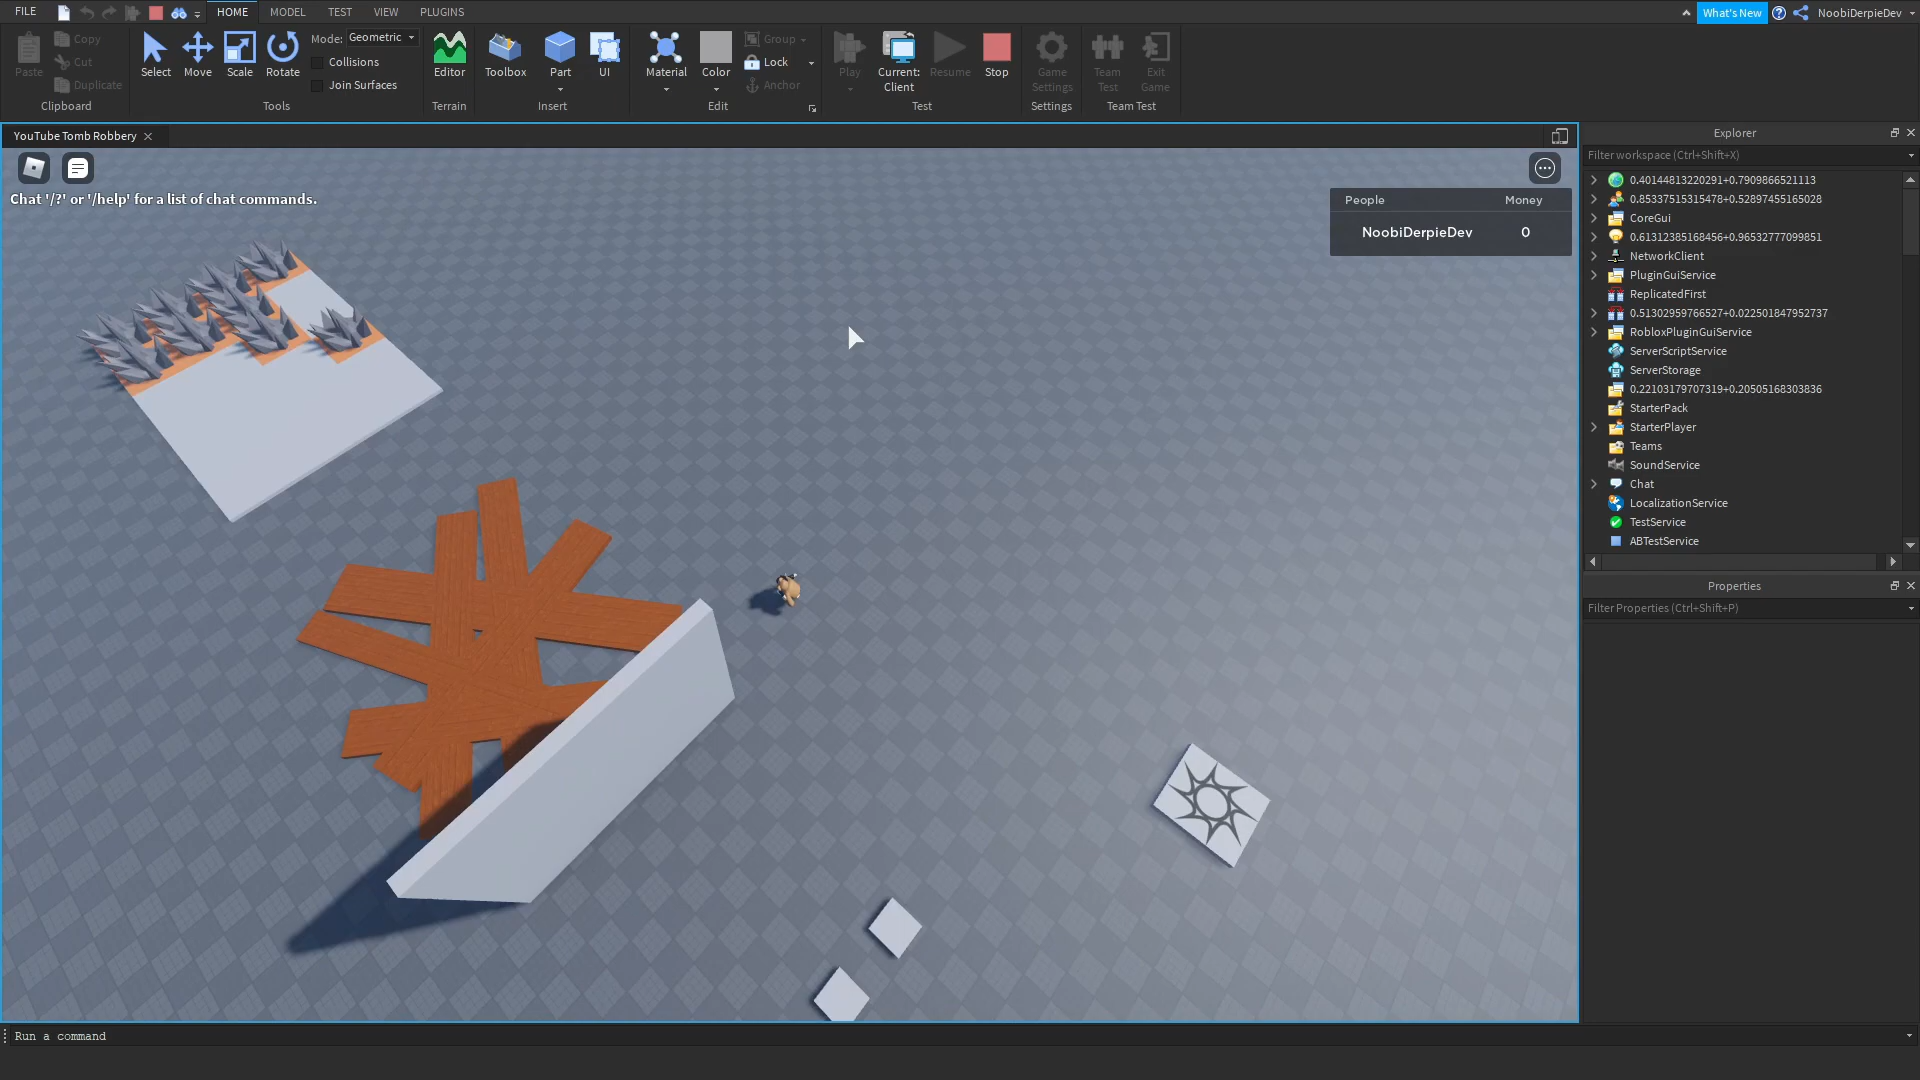 FILE HOME MODEL TEST VIEW PLUGINS What's New NoobiDerpieDev
Copy Mode: Geometric Group
Cut Collisions Lock
Paste Select Move Scale Rotate Editor Toolbox Part UI Material Color Play Current: Client Resume Stop Game Settings Team Test Exit Game
Duplicate Join Surfaces Anchor
Clipboard Tools Terrain Insert Edit Test Settings Team Test
YouTube Tomb Robbery
Chat '/?' or '/help' for a list of chat commands.
People Money
NoobiDerpieDev 0
Explorer
Filter workspace (Ctrl+Shift+X)
0.40144813220291+0.7909866521113
0.85337515315478+0.52897455165028
CoreGui
0.61312385168456+0.96532777099851
NetworkClient
PluginGuiService
ReplicatedFirst
0.51302959766527+0.022501847952737
RobloxPluginGuiService
ServerScriptService
ServerStorage
0.22103179707319+0.20505168303836
StarterPack
StarterPlayer
Teams
SoundService
Chat
LocalizationService
TestService
ABTestService
Properties
Filter Properties (Ctrl+Shift+P)
Run a command